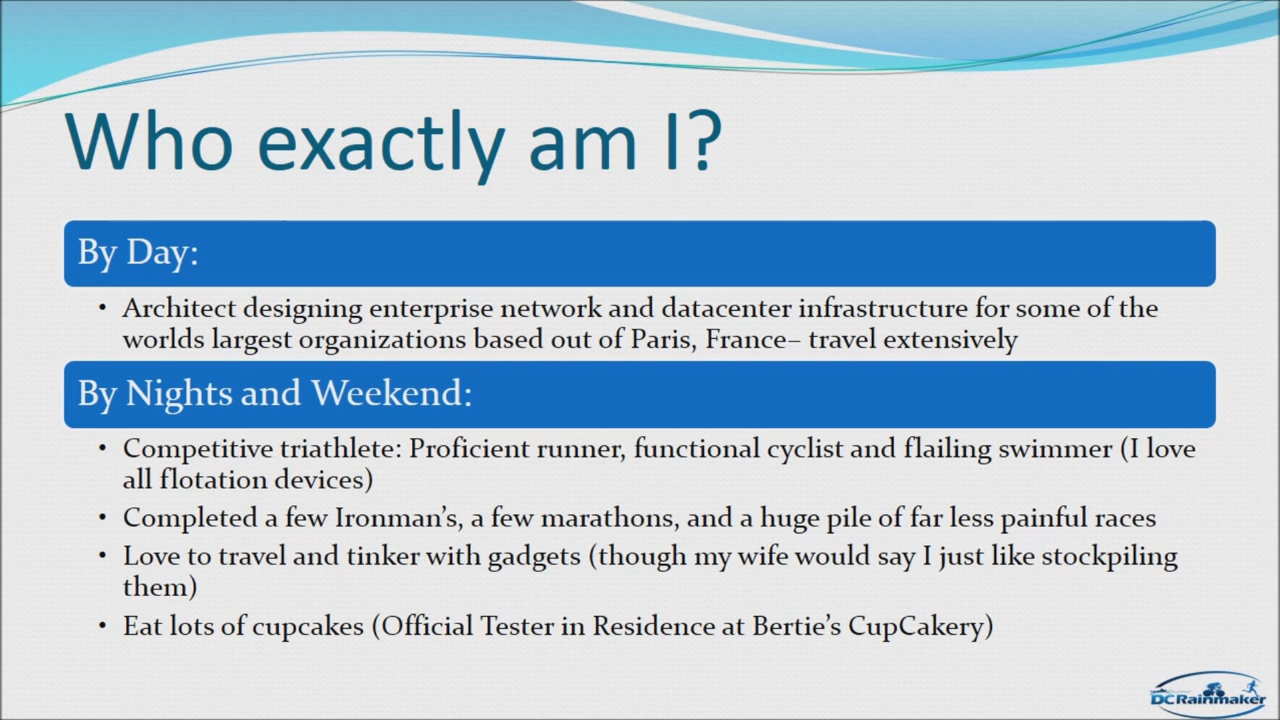 Who exactly am I?
By Day:
• Architect designing enterprise network and datacenter infrastructure for some of the
worlds largest organizations based out of Paris, France– travel extensively
By Nights and Weekend:
• Competitive triathlete: Proficient runner, functional cyclist and flailing swimmer (I love
all flotation devices)
• Completed a few Ironman’s, a few marathons, and a huge pile of far less painful races
• Love to travel and tinker with gadgets (though my wife would say I just like stockpiling
them)
• Eat lots of cupcakes (Official Tester in Residence at Bertie’s CupCakery)
DCRainmaker